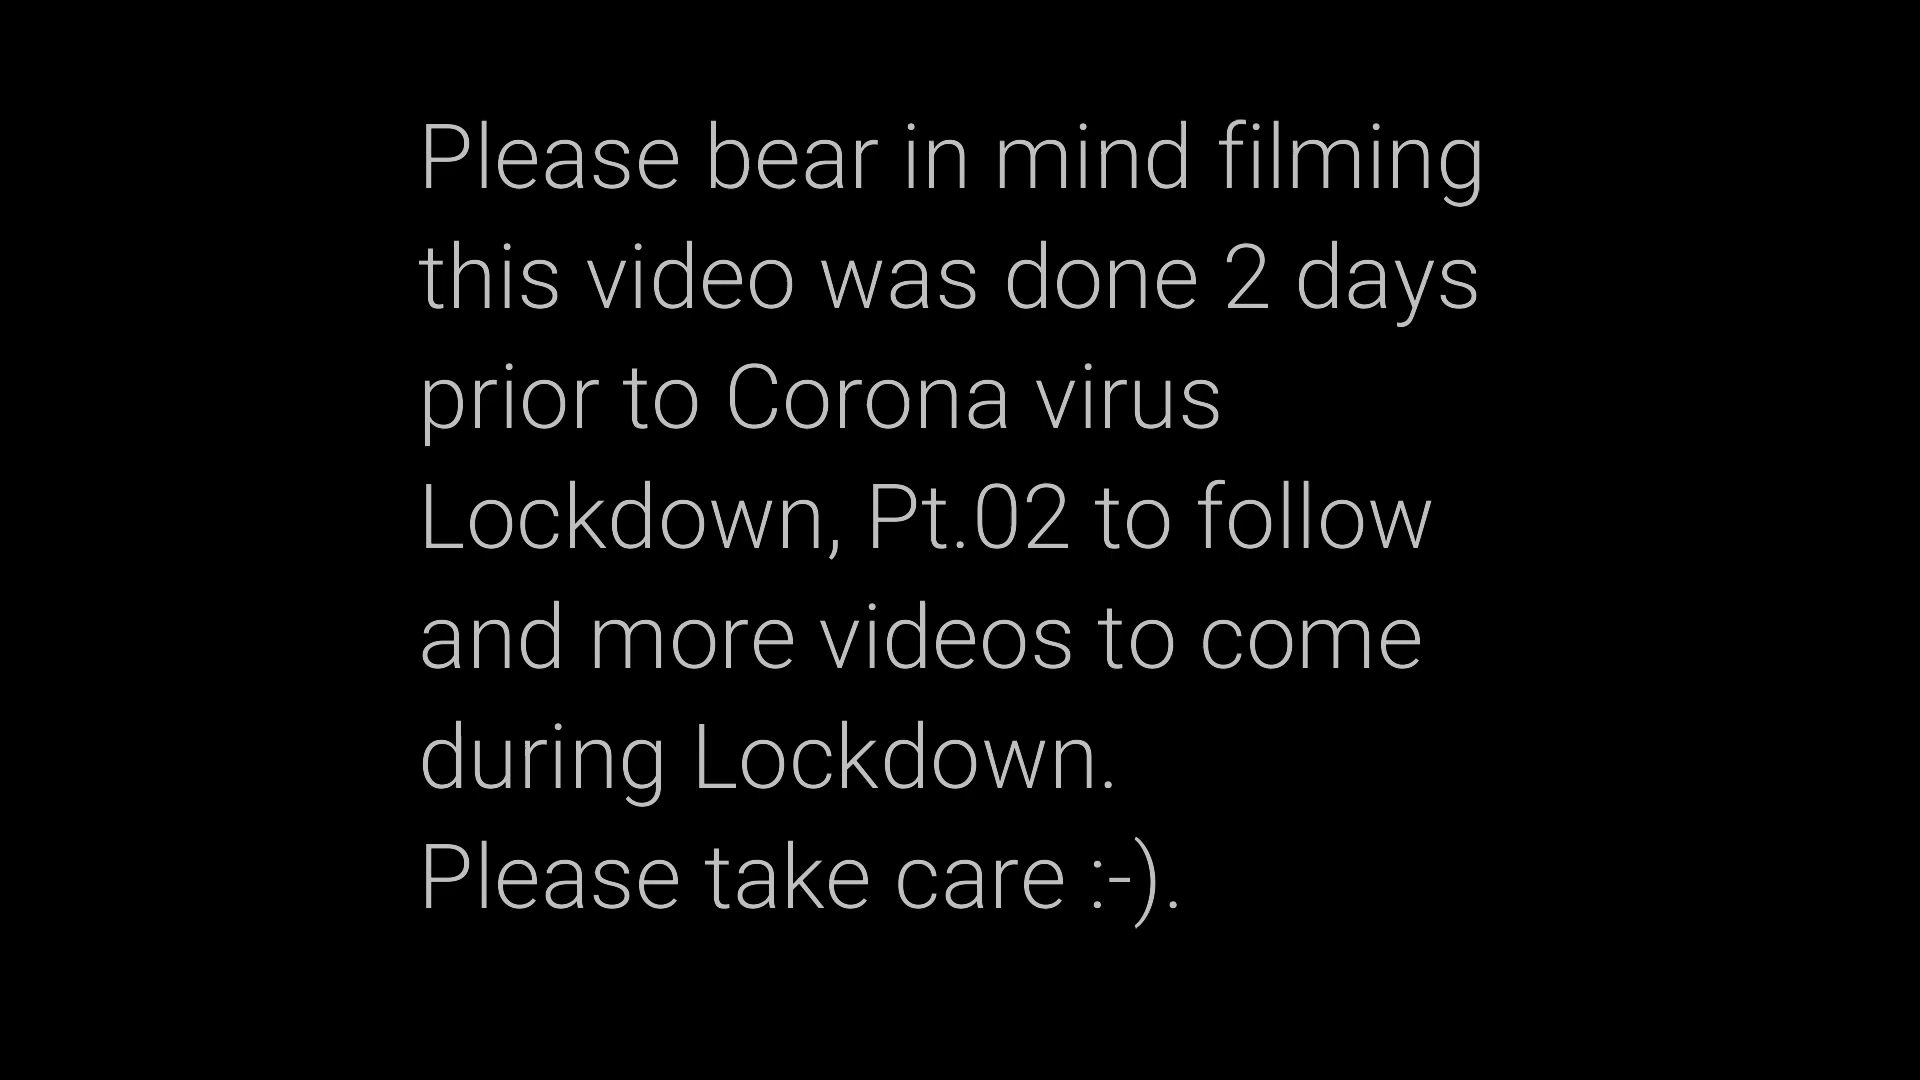 Please bear in mind filming
this video was done 2 days
prior to Corona virus
Lockdown, Pt.02 to follow
and more videos to come
during Lockdown.
Please take care :-).